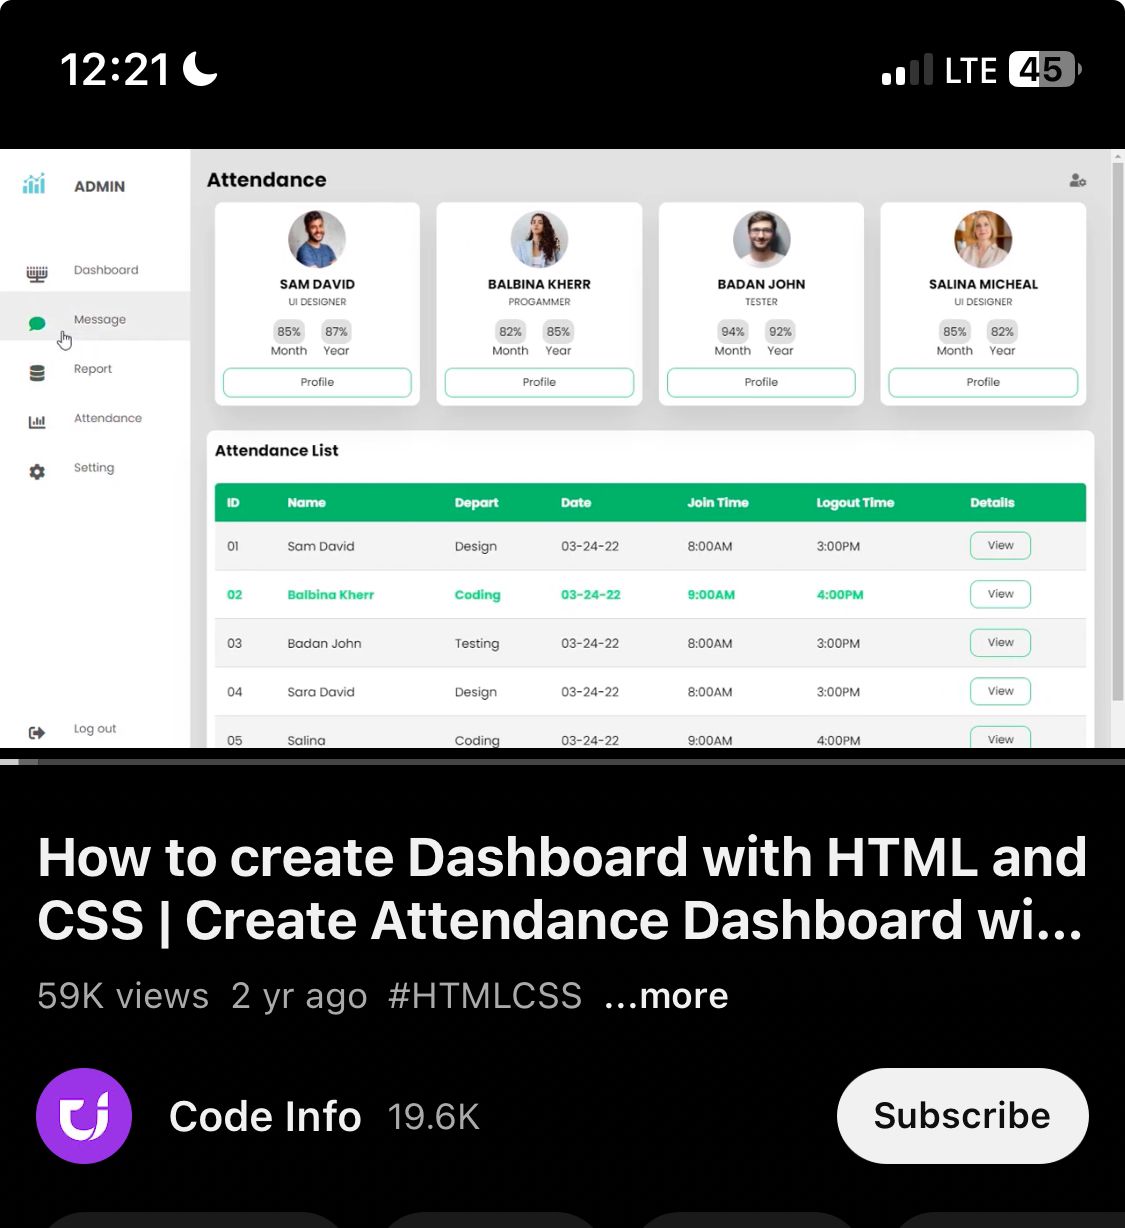 12:21 LTE 45
ADMIN
Dashboard
Message
Report
Attendance
Setting
Log out
Attendance
SAM DAVID
UI DESIGNER
85% 87%
Month Year
Profile
BALBINA KHERR
PROGAMMER
82% 85%
Month Year
Profile
BADAN JOHN
TESTER
94% 92%
Month Year
Profile
SALINA MICHEAL
UI DESIGNER
85% 82%
Month Year
Profile
Attendance List
ID Name Depart Date Join Time Logout Time Details
01 Sam David Design 03-24-22 8:00AM 3:00PM View
02 Balbina Kherr Coding 03-24-22 9:00AM 4:00PM View
03 Badan John Testing 03-24-22 8:00AM 3:00PM View
04 Sara David Design 03-24-22 8:00AM 3:00PM View
05 Salina Coding 03-24-22 9:00AM 4:00PM View
How to create Dashboard with HTML and
CSS | Create Attendance Dashboard wi...
59K views 2 yr ago #HTMLCSS ...more
Code Info 19.6K Subscribe